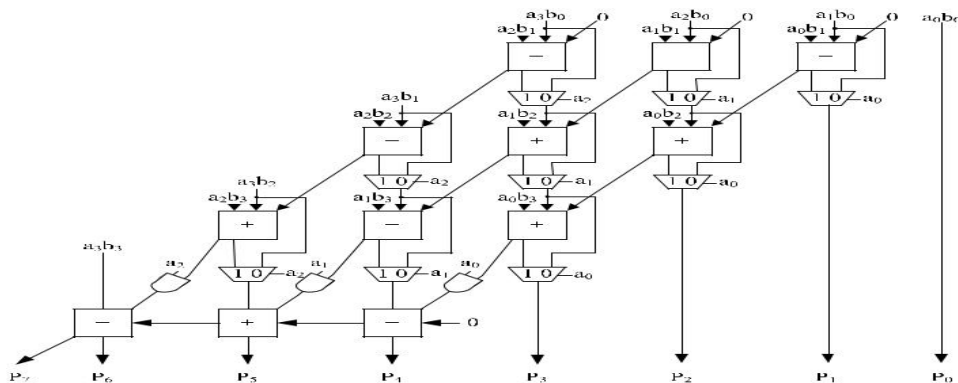 a₃b₀ 0 a₂b₀ 0 a₁b₀ 0 a₀b₀
a₂b₁ a₁b₁ a₀b₁
− −
1 0 a₂ 1 0 a₁ 1 0 a₀
a₃b₁
a₂b₂ a₁b₂ a₀b₂
− + +
1 0 a₂ 1 0 a₁ 1 0 a₀
a₃b₂
a₂b₃ a₁b₃ a₀b₃
+ − +
a₃b₃ a₂ a₁ a₀
1 0 a₂ 1 0 a₁ 1 0 a₀
− + − 0
P₇ P₆ P₅ P₄ P₃ P₂ P₁ P₀